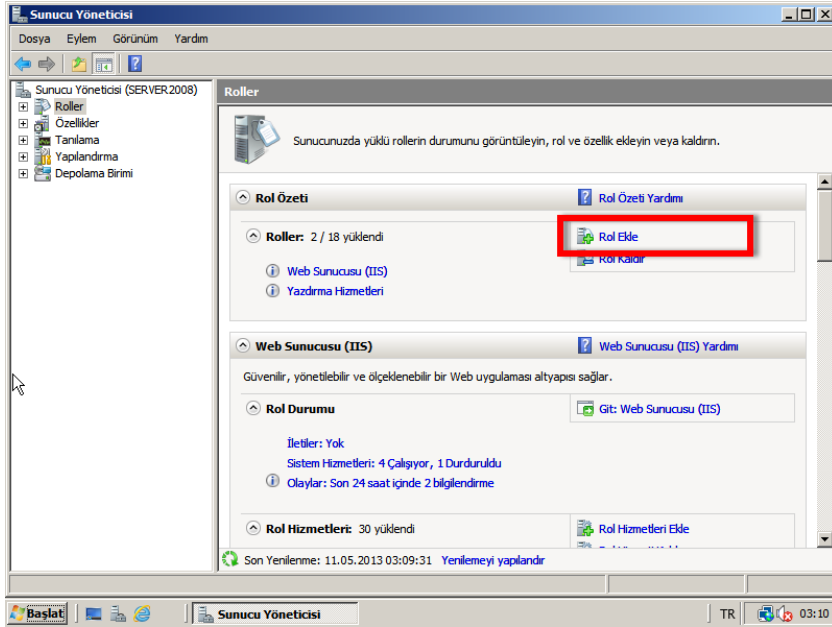 Sunucu Yöneticisi
Dosya Eylem Görünüm Yardım
Sunucu Yöneticisi (SERVER2008)
Roller
Özellikler
Tanılama
Yapılandırma
Depolama Birimi
Roller
Sunucunuzda yüklü rollerin durumunu görüntüleyin, rol ve özellik ekleyin veya kaldırın.
Rol Özeti
Rol Özeti Yardımı
Roller: 2 / 18 yüklendi
Rol Ekle
Rol Kaldır
Web Sunucusu (IIS)
Yazdırma Hizmetleri
Web Sunucusu (IIS)
Web Sunucusu (IIS) Yardımı
Güvenilir, yönetilebilir ve ölçeklenebilir bir Web uygulaması altyapısı sağlar.
Rol Durumu
Git: Web Sunucusu (IIS)
İletiler: Yok
Sistem Hizmetleri: 4 Çalışıyor, 1 Durduruldu
Olaylar: Son 24 saat içinde 2 bilgilendirme
Rol Hizmetleri: 30 yüklendi
Rol Hizmetleri Ekle
Son Yenilenme: 11.05.2013 03:09:31 Yenilemeyi yapılandır
Başlat
Sunucu Yöneticisi
TR
03:10